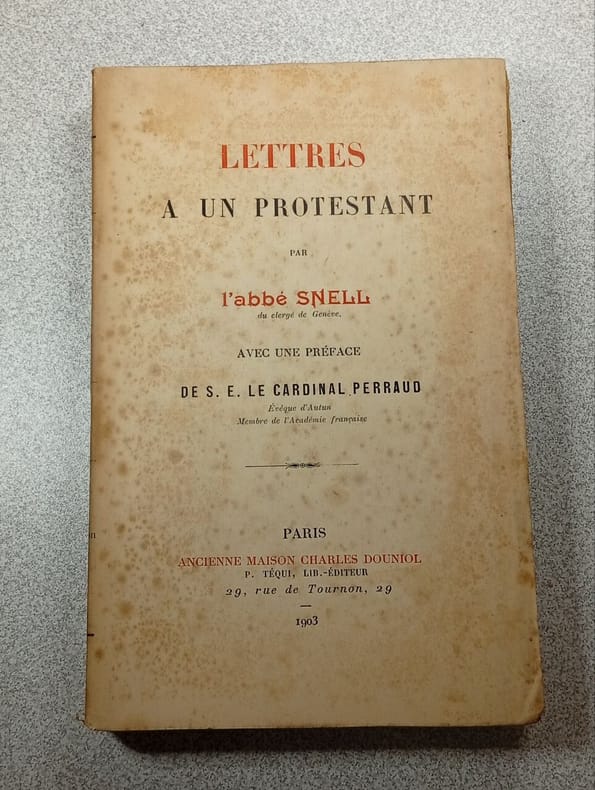 LETTRES
A UN PROTESTANT
PAR
l'abbé SNELL
du clergé de Genève.
AVEC UNE PRÉFACE
DE S. E. LE CARDINAL PERRAUD
Évêque d'Autun
Membre de l'Académie française
PARIS
ANCIENNE MAISON CHARLES DOUNIOL
P. TÉQUI, LIB.-ÉDITEUR
29, rue de Tournon, 29
1903